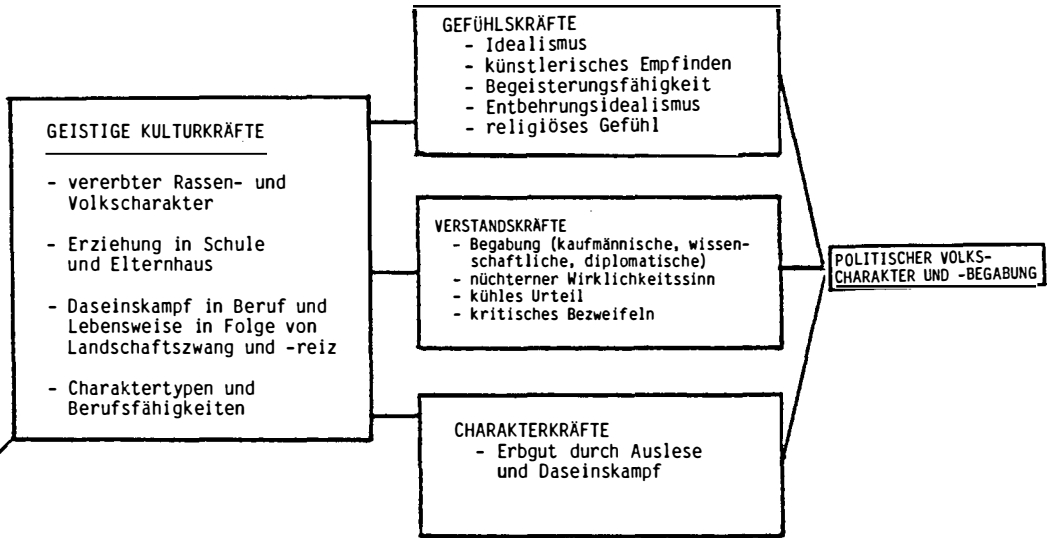 GEISTIGE KULTURKRÄFTE
- vererbter Rassen- und
Volkscharakter
- Erziehung in Schule
und Elternhaus
- Daseinskampf in Beruf und
Lebensweise in Folge von
Landschaftszwang und -reiz
- Charaktertypen und
Berufsfähigkeiten
GEFÜHLSKRÄFTE
- Idealismus
- künstlerisches Empfinden
- Begeisterungsfähigkeit
- Entbehrungsidealismus
- religiöses Gefühl
VERSTANDSKRÄFTE
- Begabung (kaufmännische, wissen-
schaftliche, diplomatische)
- nüchterner Wirklichkeitssinn
- kühles Urteil
- kritisches Bezweifeln
CHARAKTERKRÄFTE
- Erbgut durch Auslese
und Daseinskampf
POLITISCHER VOLKS-
CHARAKTER UND -BEGABUNG